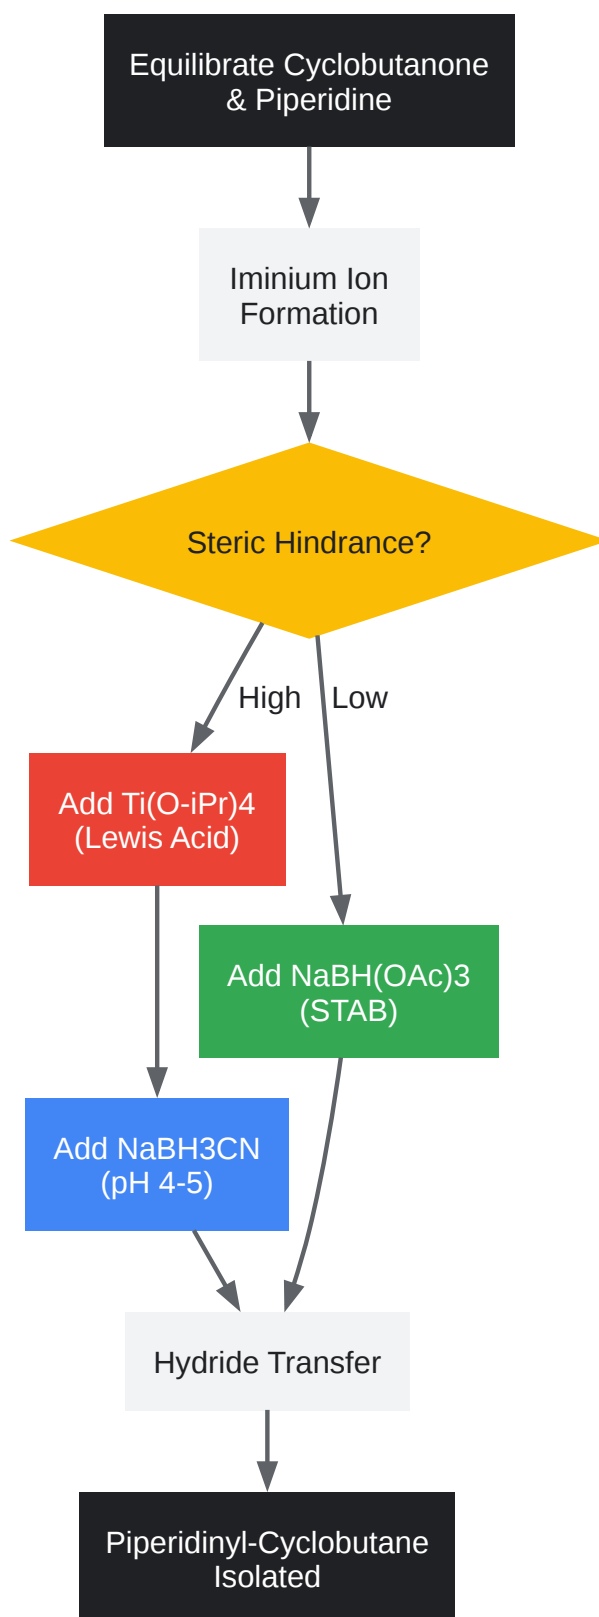 Equilibrate Cyclobutanone
& Piperidine
Iminium Ion
Formation
Steric Hindrance?
High
Low
Add Ti(O-iPr)4
(Lewis Acid)
Add NaBH(OAc)3
(STAB)
Add NaBH3CN
(pH 4-5)
Hydride Transfer
Piperidinyl-Cyclobutane
Isolated